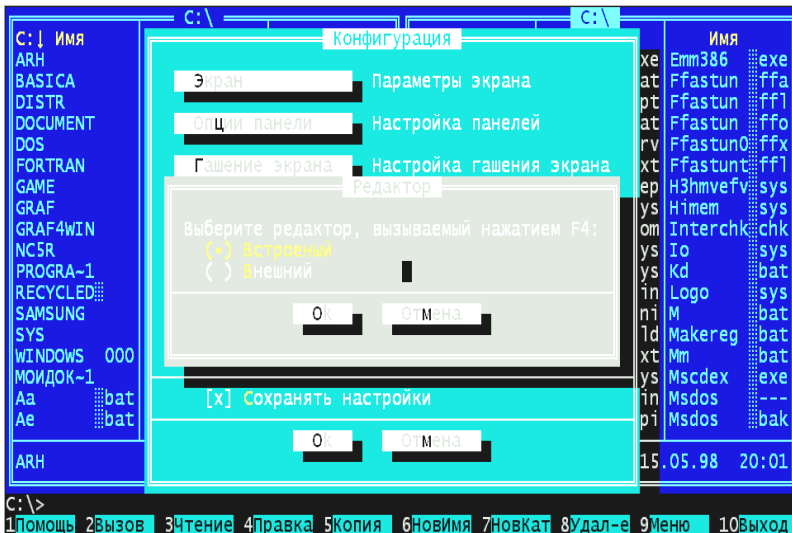 C:\ C:\
C:↓ Имя Конфигурация Имя
ARH xe Emm386 exe
BASICA Экран Параметры экрана at Ffastun ffa
DISTR pt Ffastun ffl
DOCUMENT Опции панели Настройка панелей at Ffastun ffo
DOS rv Ffastun0 ffx
FORTRAN Гашение экрана Настройка гашения экрана xt Ffastunt ffl
GAME Редактор ep H3hmvefv sys
GRAF ys Himem sys
GRAF4WIN Выберите редактор, вызываемый нажатием F4: om Interchk chk
NC5R (•) Встроеный ys Io sys
PROGRA~1 ( ) Внешний ys Kd bat
RECYCLED in Logo sys
SAMSUNG Ok Отмена ni M bat
SYS ld Makereg bat
WINDOWS 000 xt Mm bat
МОИДОК~1 ys Mscdex exe
Aa bat [x] Сохранять настройки in Msdos ---
Ae bat pi Msdos bak
Ok Отмена
ARH 15.05.98 20:01
C:\>
1Помощь 2Вызов 3Чтение 4Правка 5Копия 6НовИмя 7НовКат 8Удал-е 9Меню 10Выход